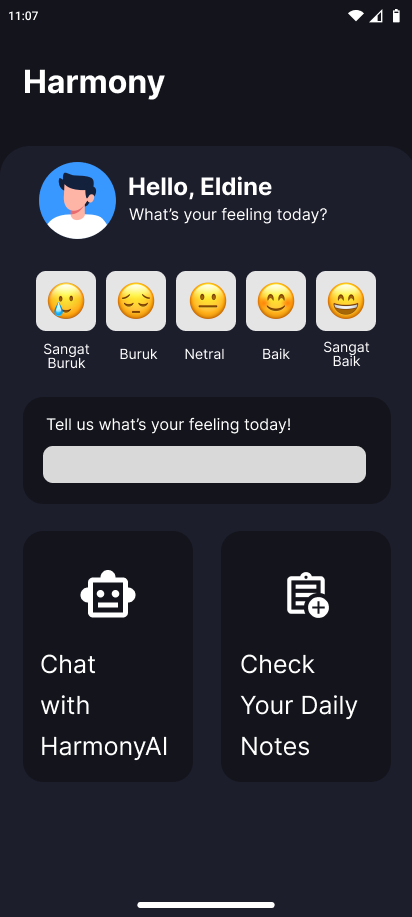 11:07
Harmony
Hello, Eldine
What's your feeling today?
Sangat
Buruk
Buruk
Netral
Baik
Sangat
Baik
Tell us what's your feeling today!
Chat
with
HarmonyAI
Check
Your Daily
Notes